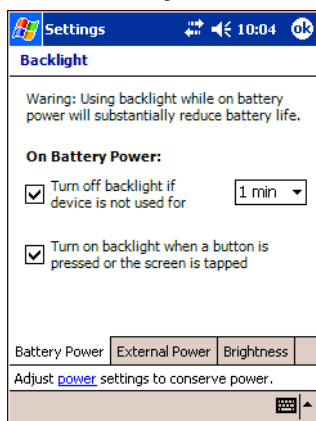 Settings 10:04 ok
Backlight
Waring: Using backlight while on battery
power will substantially reduce battery life.
On Battery Power:
Turn off backlight if
device is not used for
1 min
Turn on backlight when a button is
pressed or the screen is tapped
Battery Power External Power Brightness
Adjust power settings to conserve power.